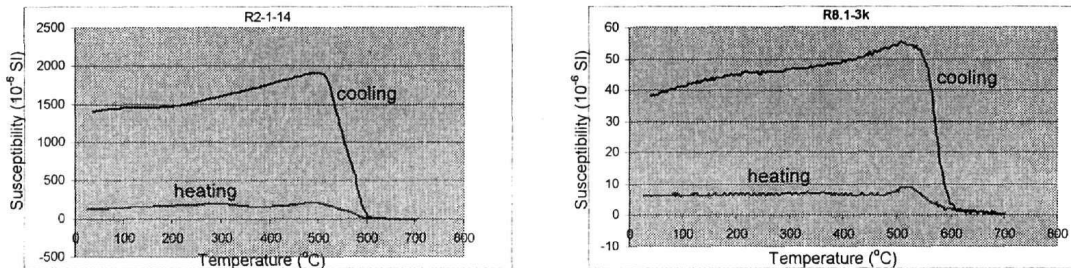 R2-1-14
Susceptibility (10⁻⁶ SI)
2500
2000
1500
1000
500
0
-500
cooling
heating
0 100 200 300 400 500 600 700 800
Temperature (°C)
R8.1-3k
Susceptibility (10⁻⁶ SI)
60
50
40
30
20
10
0
-10
cooling
heating
0 100 200 300 400 500 600 700 800
Temperature (°C)